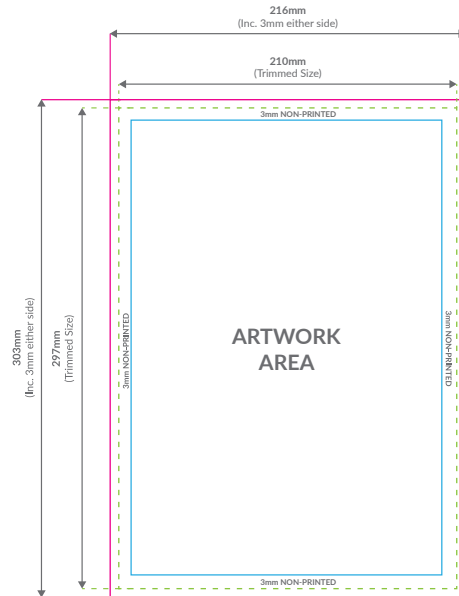 216mm
(Inc. 3mm either side)
210mm
(Trimmed Size)
3mm NON-PRINTED
303mm
(Inc. 3mm either side)
297mm
(Trimmed Size)
3mm NON-PRINTED
ARTWORK
AREA
3mm NON-PRINTED
3mm NON-PRINTED